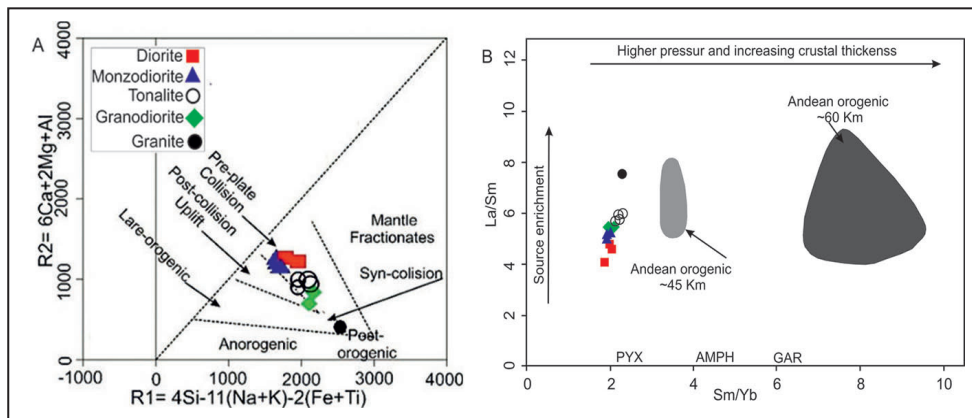 A
4000
3000
2000
1000
0
R2= 6Ca+2Mg+Al
Diorite
Monzodiorite
Tonalite
Granodiorite
Granite
Pre-plate
Collision
Post-collision
Uplift
Lare-orogenic
Mantle
Fractionates
Syn-colision
Anorogenic
Post-
orogenic
-1000
0
1000
2000
3000
4000
R1= 4Si-11(Na+K)-2(Fe+Ti)
B
12
10
8
6
4
2
0
La/Sm
Higher pressur and increasing crustal thickenss
Andean orogenic
~60 Km
Source enrichment
Andean orogenic
~45 Km
PYX
AMPH
GAR
0
2
4
6
8
10
Sm/Yb